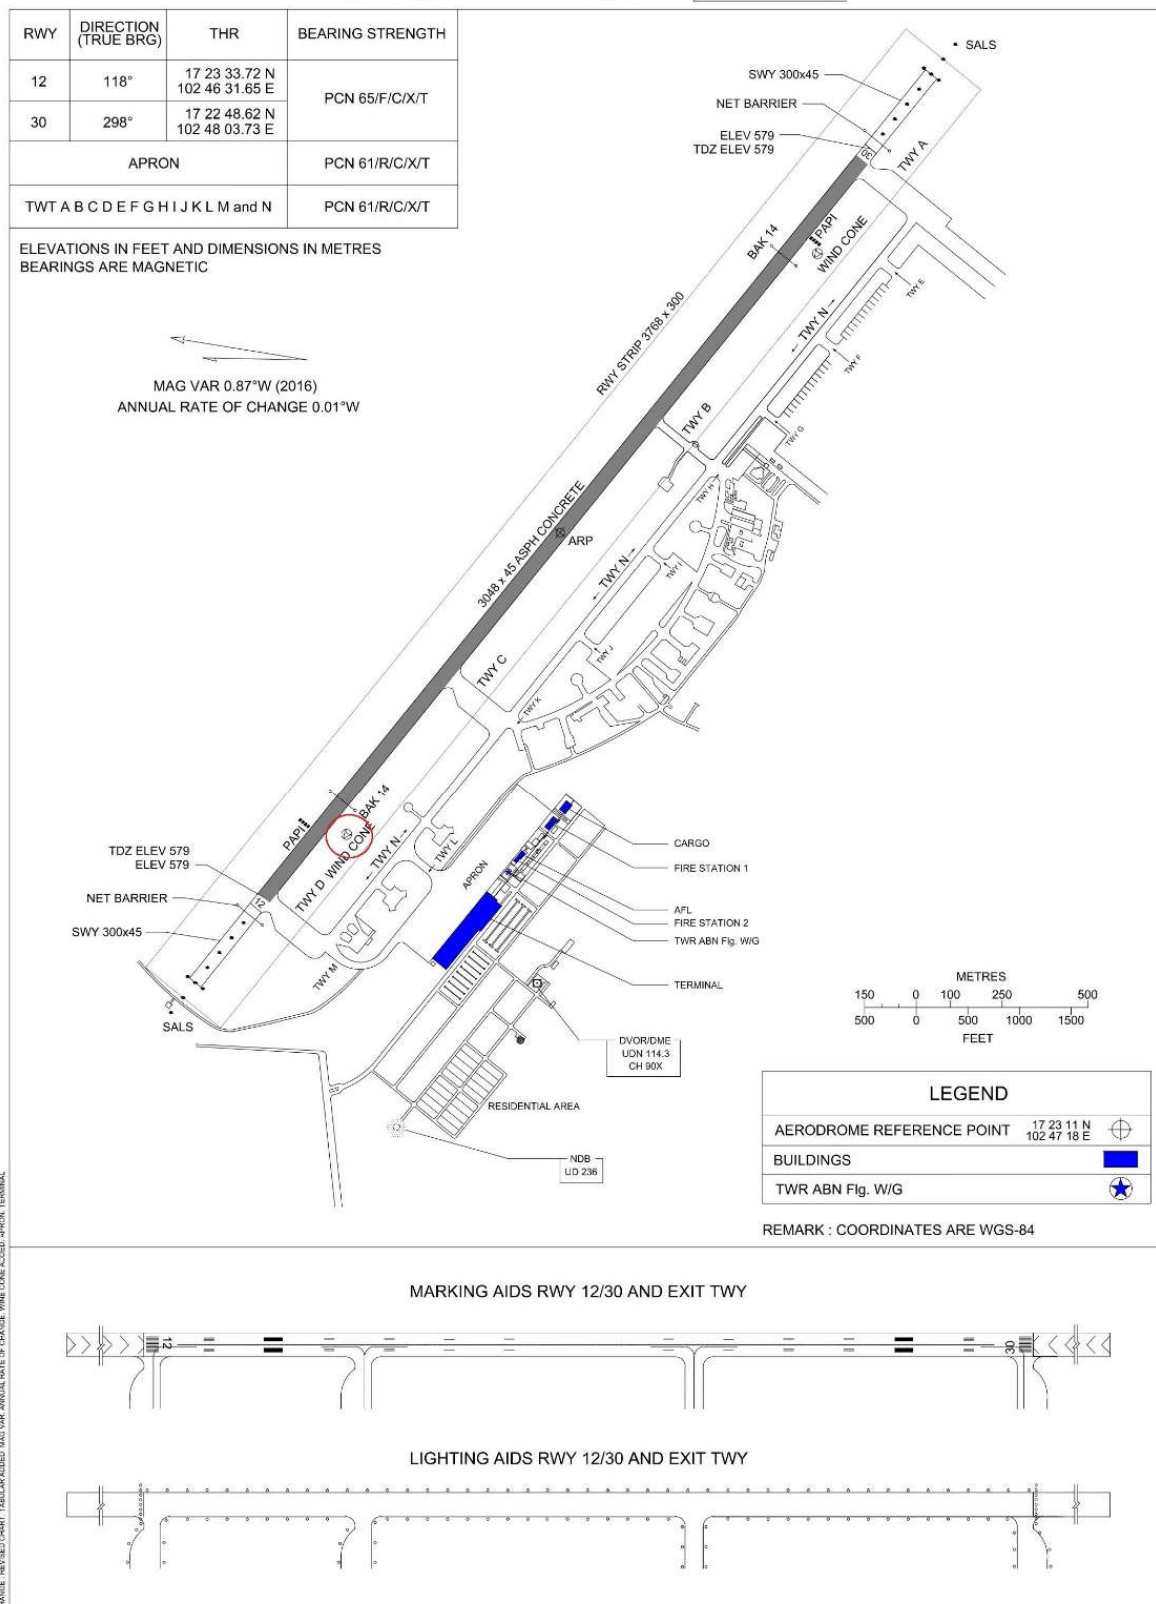 RWY
DIRECTION
(TRUE BRG)
THR
BEARING STRENGTH
12
118°
17 23 33.72 N
102 46 31.65 E
PCN 65/F/C/X/T
30
298°
17 22 48.62 N
102 48 03.73 E
APRON
PCN 61/R/C/X/T
TWT A B C D E F G H I J K L M and N
PCN 61/R/C/X/T
ELEVATIONS IN FEET AND DIMENSIONS IN METRES
BEARINGS ARE MAGNETIC
MAG VAR 0.87°W (2016)
ANNUAL RATE OF CHANGE 0.01°W
SALS
SWY 300x45
NET BARRIER
ELEV 579
TDZ ELEV 579
30
TWY A
PAPI
WIND CONE
BAK 14
TWY E
TWY N
RWY STRIP 3768 x 300
TWY F
TWY B
TWY G
TWY H
3048 x 45 ASPH CONCRETE
ARP
TWY N
TWY I
TWY J
TWY C
TWY K
BAK 14
PAPI
WIND CONE
TWY N
TWY L
TWY D
TDZ ELEV 579
ELEV 579
NET BARRIER
12
SWY 300x45
TWY M
SALS
APRON
CARGO
FIRE STATION 1
AFL
FIRE STATION 2
TWR ABN Flg. W/G
TERMINAL
DVOR/DME
UDN 114.3
CH 90X
RESIDENTIAL AREA
NDB
UD 236
METRES
150 0 100 250 500
500 0 500 1000 1500
FEET
LEGEND
AERODROME REFERENCE POINT
17 23 11 N
102 47 18 E
BUILDINGS
TWR ABN Flg. W/G
REMARK : COORDINATES ARE WGS-84
MARKING AIDS RWY 12/30 AND EXIT TWY
12
30
LIGHTING AIDS RWY 12/30 AND EXIT TWY